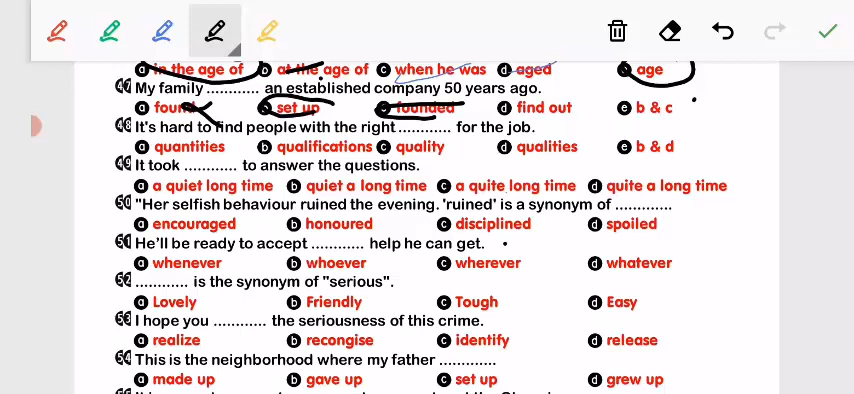 a in the age of b at the age of c when he was d aged e age
47 My family ............ an established company 50 years ago.
a found b set up c founded d find out e b & c
48 It's hard to find people with the right ............ for the job.
a quantities b qualifications c quality d qualities e b & d
49 It took ............ to answer the questions.
a a quiet long time b quiet a long time c a quite long time d quite a long time
50 "Her selfish behaviour ruined the evening. 'ruined' is a synonym of .............
a encouraged b honoured c disciplined d spoiled
51 He'll be ready to accept ............ help he can get.
a whenever b whoever c wherever d whatever
52 ............ is the synonym of "serious".
a Lovely b Friendly c Tough d Easy
53 I hope you ............ the seriousness of this crime.
a realize b recongise c identify d release
54 This is the neighborhood where my father .............
a made up b gave up c set up d grew up